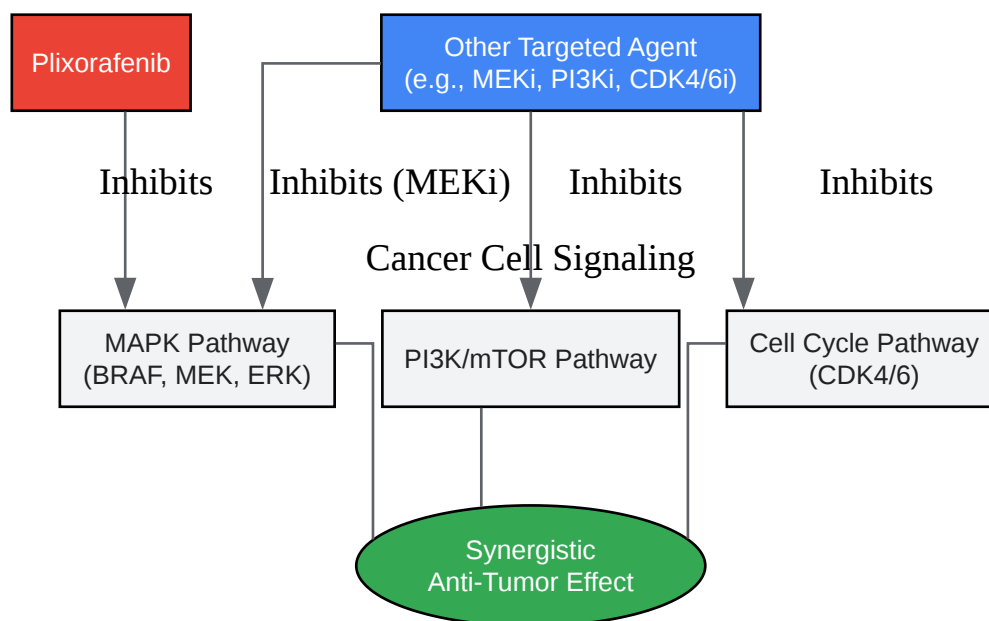 Plixorafenib
Other Targeted Agent
(e.g., MEKi, PI3Ki, CDK4/6i)
Inhibits
Inhibits (MEKi)
Inhibits
Inhibits
Cancer Cell Signaling
MAPK Pathway
(BRAF, MEK, ERK)
PI3K/mTOR Pathway
Cell Cycle Pathway
(CDK4/6)
Synergistic
Anti-Tumor Effect